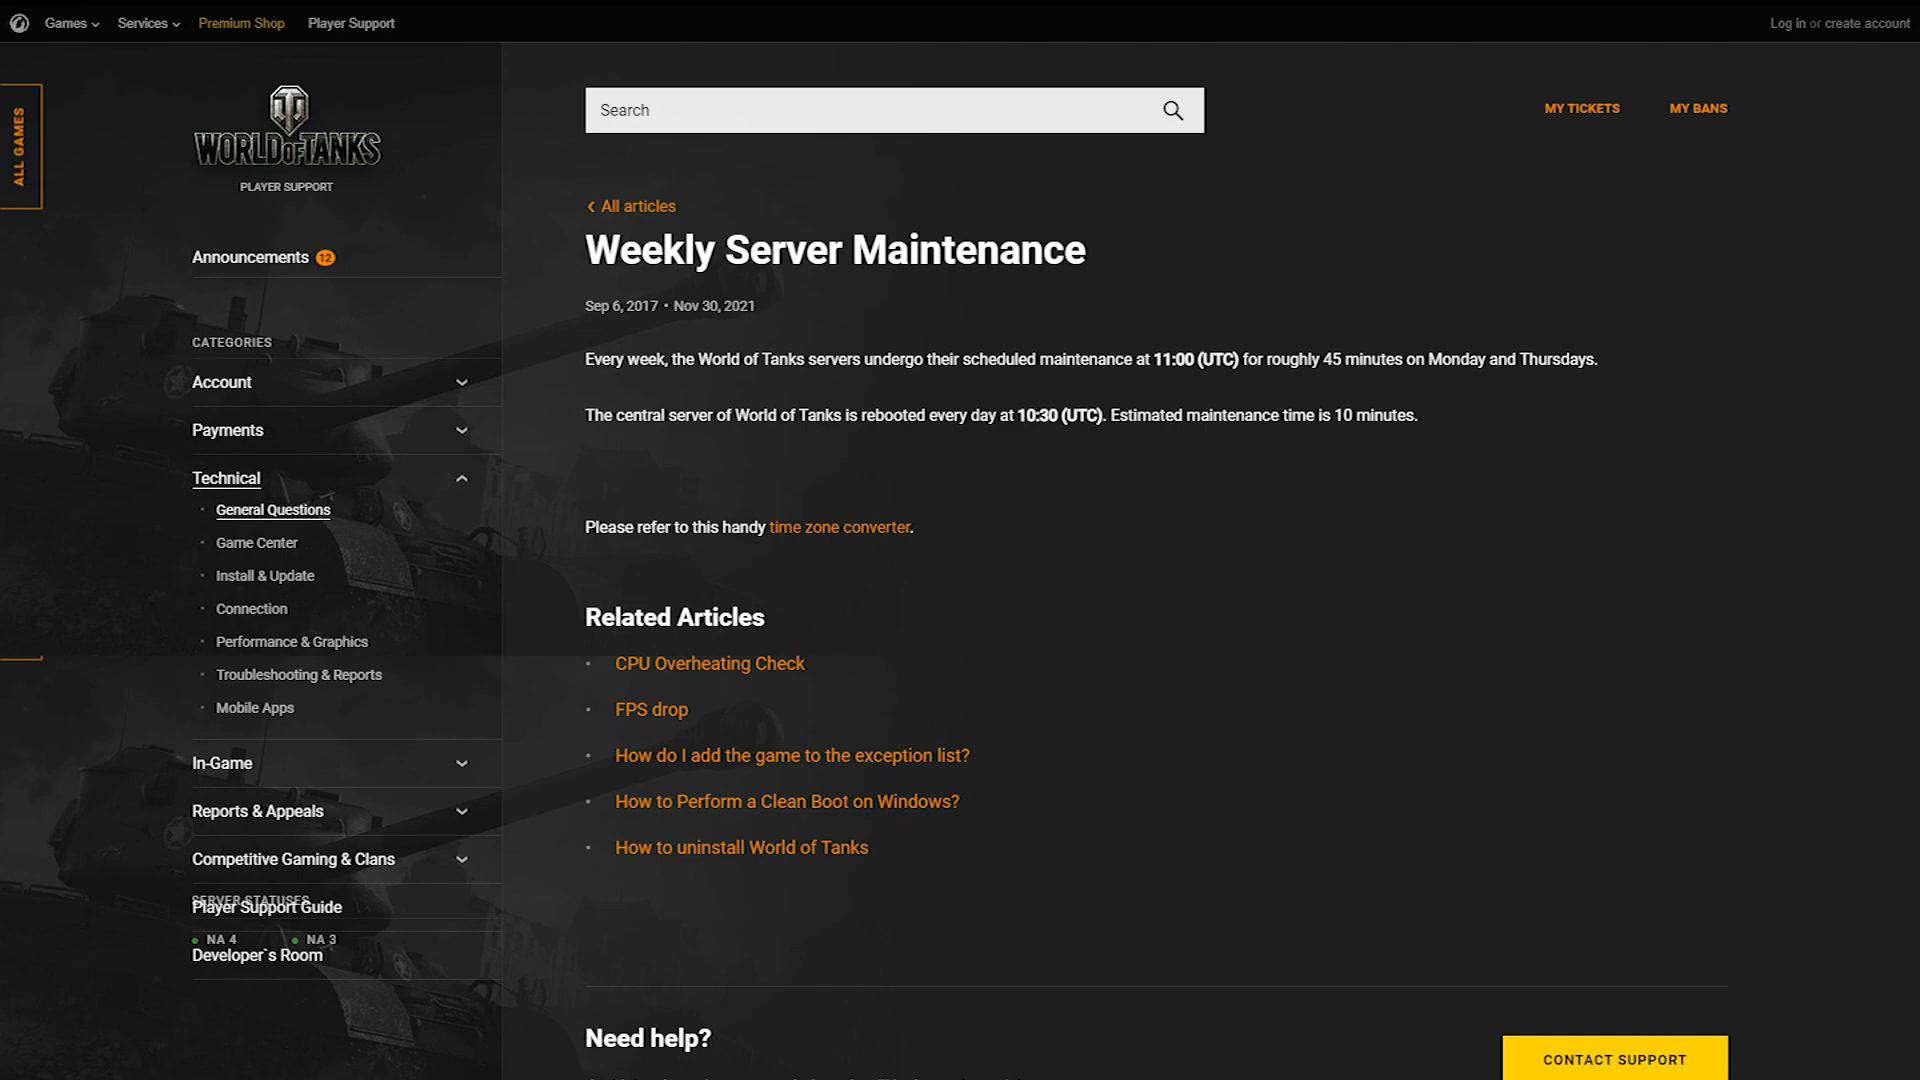 Games Services Premium Shop Player Support Log in or create account
ALL GAMES
WORLD OF TANKS
PLAYER SUPPORT
Search
MY TICKETS MY BANS
Announcements 12
CATEGORIES
Account
Payments
Technical
General Questions
Game Center
Install & Update
Connection
Performance & Graphics
Troubleshooting & Reports
Mobile Apps
In-Game
Reports & Appeals
Competitive Gaming & Clans
SERVER STATUSES
Player Support Guide
NA 4 NA 3
Developer`s Room
All articles
Weekly Server Maintenance
Sep 6, 2017 • Nov 30, 2021
Every week, the World of Tanks servers undergo their scheduled maintenance at 11:00 (UTC) for roughly 45 minutes on Monday and Thursdays.
The central server of World of Tanks is rebooted every day at 10:30 (UTC). Estimated maintenance time is 10 minutes.
Please refer to this handy time zone converter.
Related Articles
CPU Overheating Check
FPS drop
How do I add the game to the exception list?
How to Perform a Clean Boot on Windows?
How to uninstall World of Tanks
Need help?
CONTACT SUPPORT